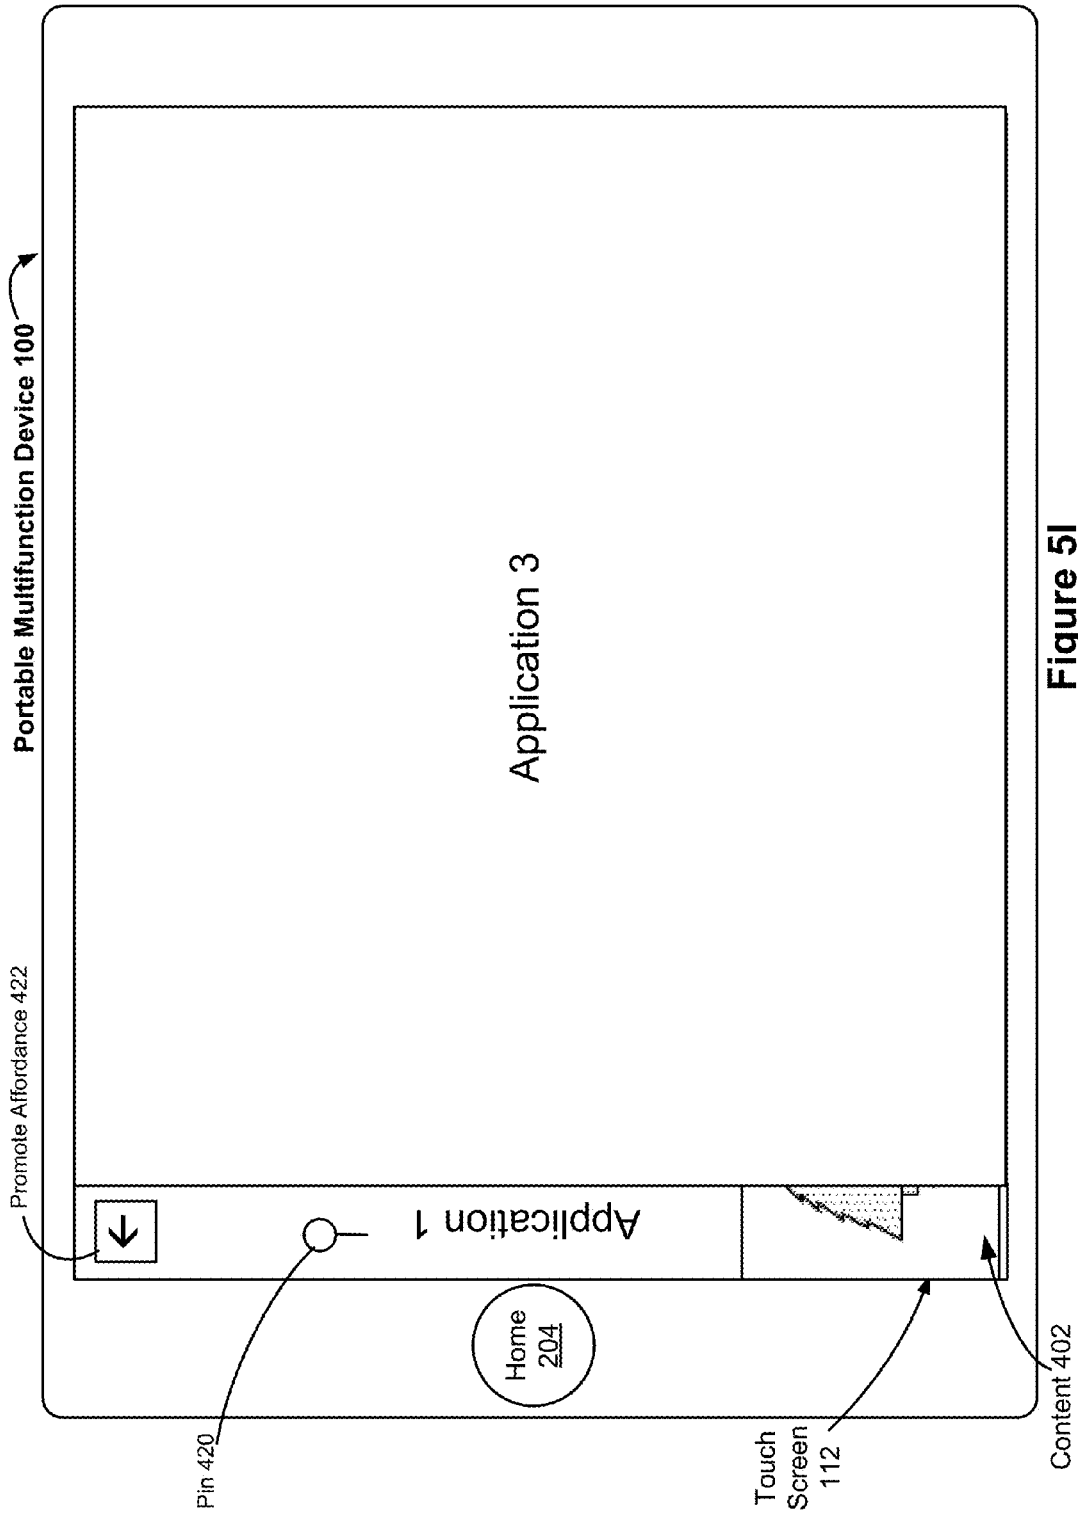 Portable Multifunction Device 100
Promote Affordance 422
Application 3
Application 1
Home
204
Pin 420
Touch
Screen
112
Content 402
Figure 5I